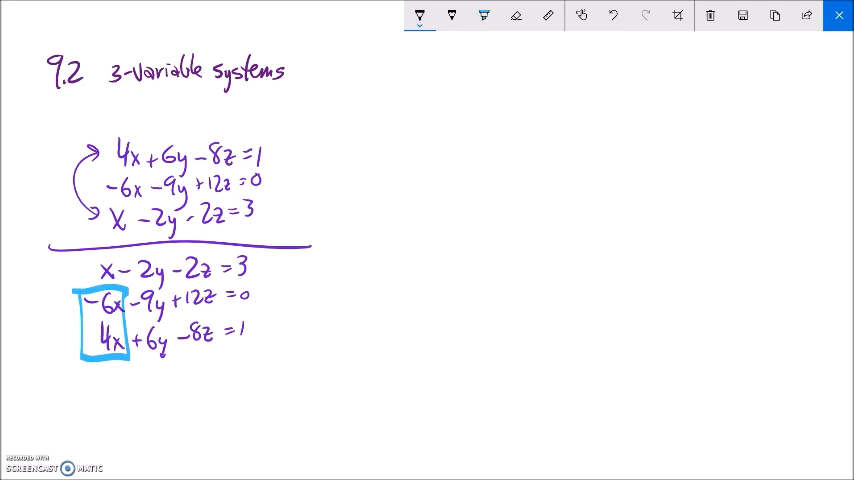 9.2 3-variable systems
4x + 6y - 8z = 1
-6x - 9y + 12z = 0
x - 2y - 2z = 3
x - 2y - 2z = 3
-6x - 9y + 12z = 0
4x + 6y - 8z = 1
RECORDED WITH
SCREENCAST MATIC